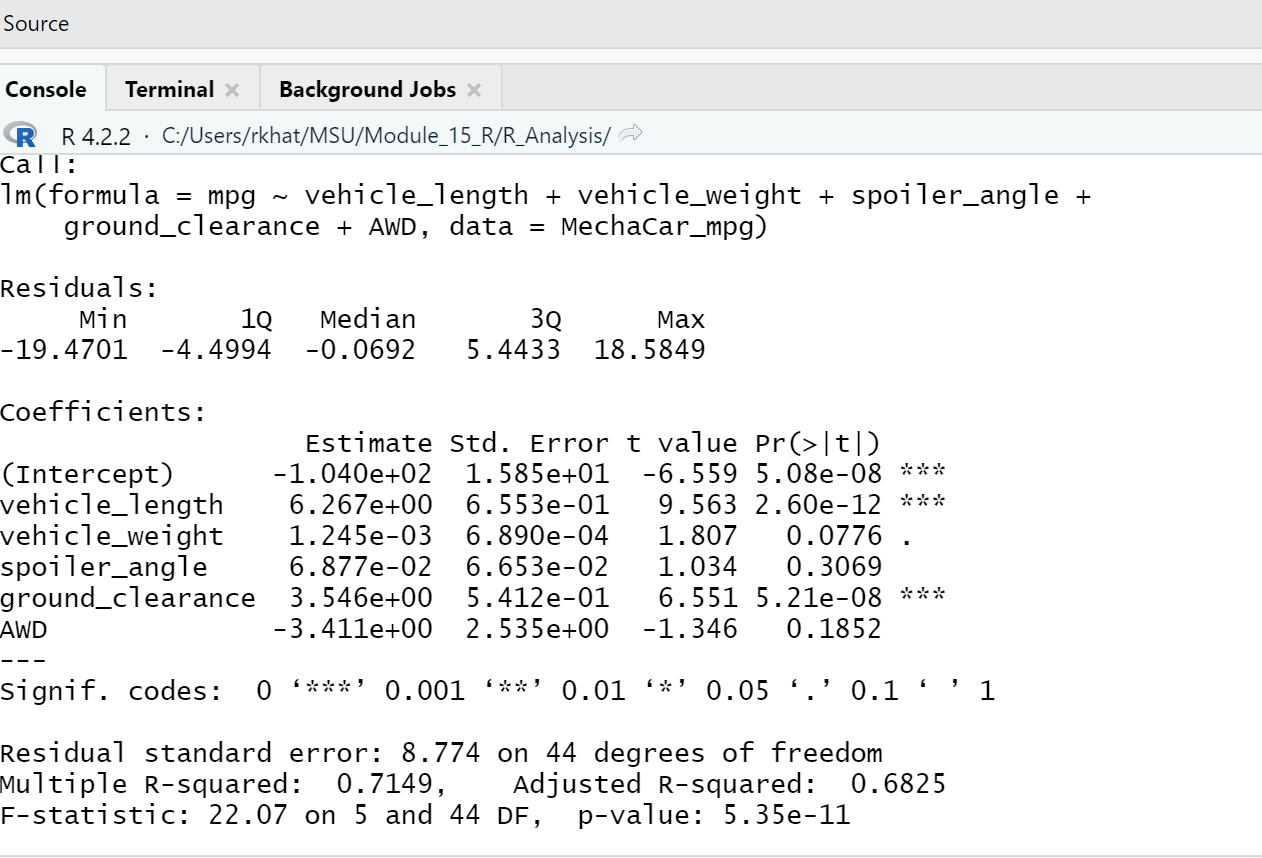 Source
Console Terminal × Background Jobs ×
R R 4.2.2 · C:/Users/rkhat/MSU/Module_15_R/R_Analysis/
Call:
lm(formula = mpg ~ vehicle_length + vehicle_weight + spoiler_angle +
    ground_clearance + AWD, data = MechaCar_mpg)
Residuals:
     Min       1Q   Median       3Q      Max
-19.4701  -4.4994  -0.0692   5.4433  18.5849
Coefficients:
                   Estimate Std. Error t value Pr(>|t|)
(Intercept)      -1.040e+02  1.585e+01  -6.559 5.08e-08 ***
vehicle_length    6.267e+00  6.553e-01   9.563 2.60e-12 ***
vehicle_weight    1.245e-03  6.890e-04   1.807   0.0776 .
spoiler_angle     6.877e-02  6.653e-02   1.034   0.3069
ground_clearance  3.546e+00  5.412e-01   6.551 5.21e-08 ***
AWD              -3.411e+00  2.535e+00  -1.346   0.1852
---
Signif. codes:  0 ‘***’ 0.001 ‘**’ 0.01 ‘*’ 0.05 ‘.’ 0.1 ‘ ’ 1
Residual standard error: 8.774 on 44 degrees of freedom
Multiple R-squared:  0.7149,    Adjusted R-squared:  0.6825
F-statistic: 22.07 on 5 and 44 DF,  p-value: 5.35e-11